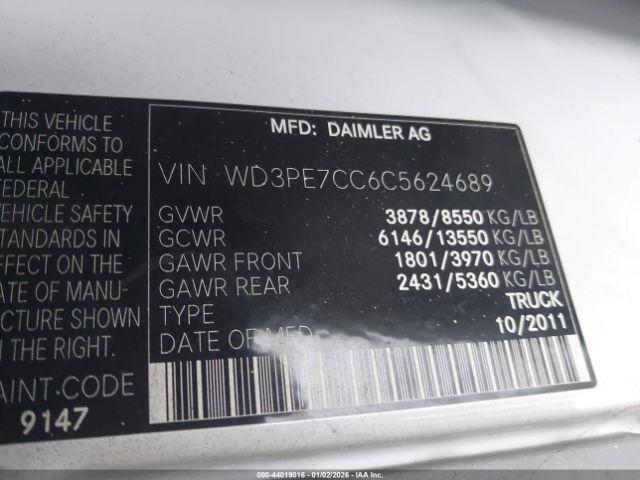 THIS VEHICLE
CONFORMS TO
ALL APPLICABLE
FEDERAL
VEHICLE SAFETY
STANDARDS IN
EFFECT ON THE
DATE OF MANU-
FACTURE SHOWN
IN THE RIGHT.
PAINT-CODE
9147
MFD: DAIMLER AG
VIN WD3PE7CC6C5624689
GVWR 3878/8550 KG/LB
GCWR 6146/13550 KG/LB
GAWR FRONT 1801/3970 KG/LB
GAWR REAR 2431/5360 KG/LB
TYPE TRUCK
DATE OF MFD 10/2011
000-44019016 - 01/02/2026 - IAAI.com